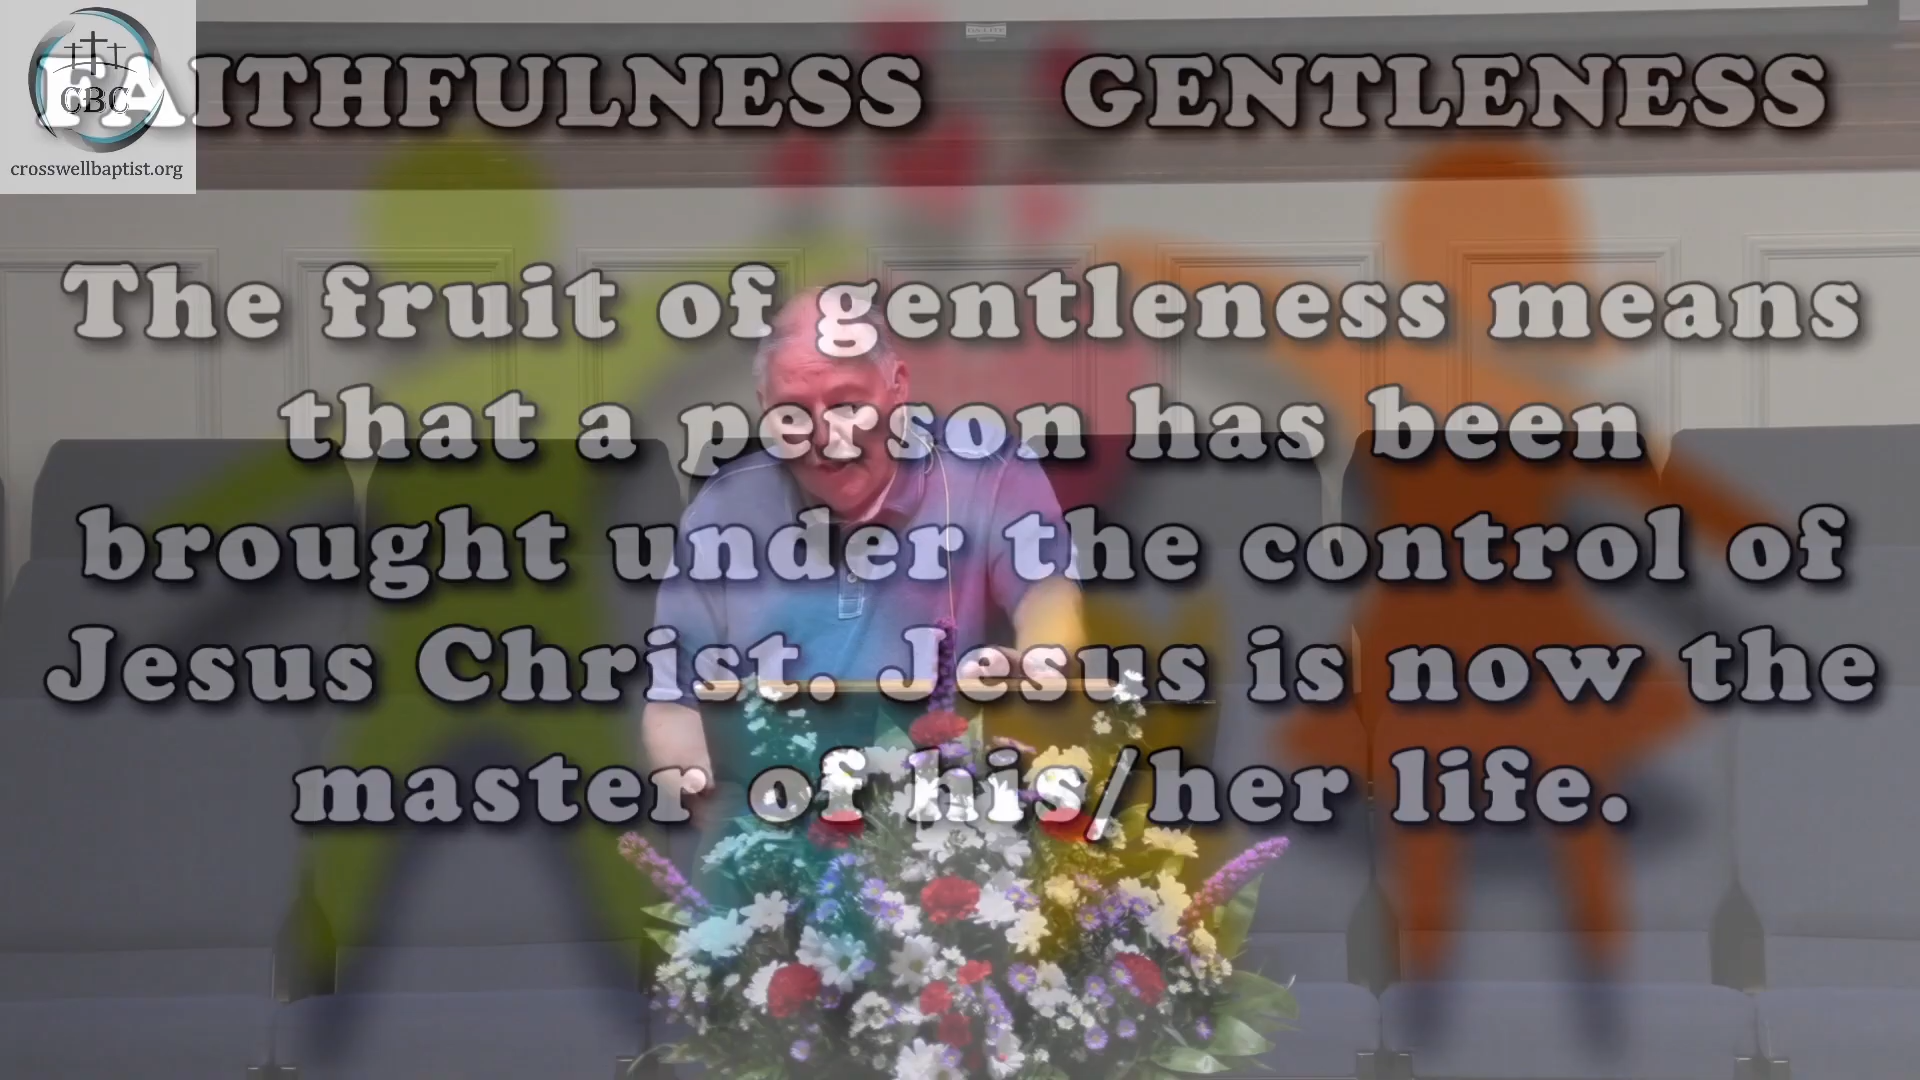 FAITHFULNESS GENTLENESS
CBC
crosswellbaptist.org
The fruit of gentleness means
that a person has been
brought under the control of
Jesus Christ. Jesus is now the
master of his/her life.